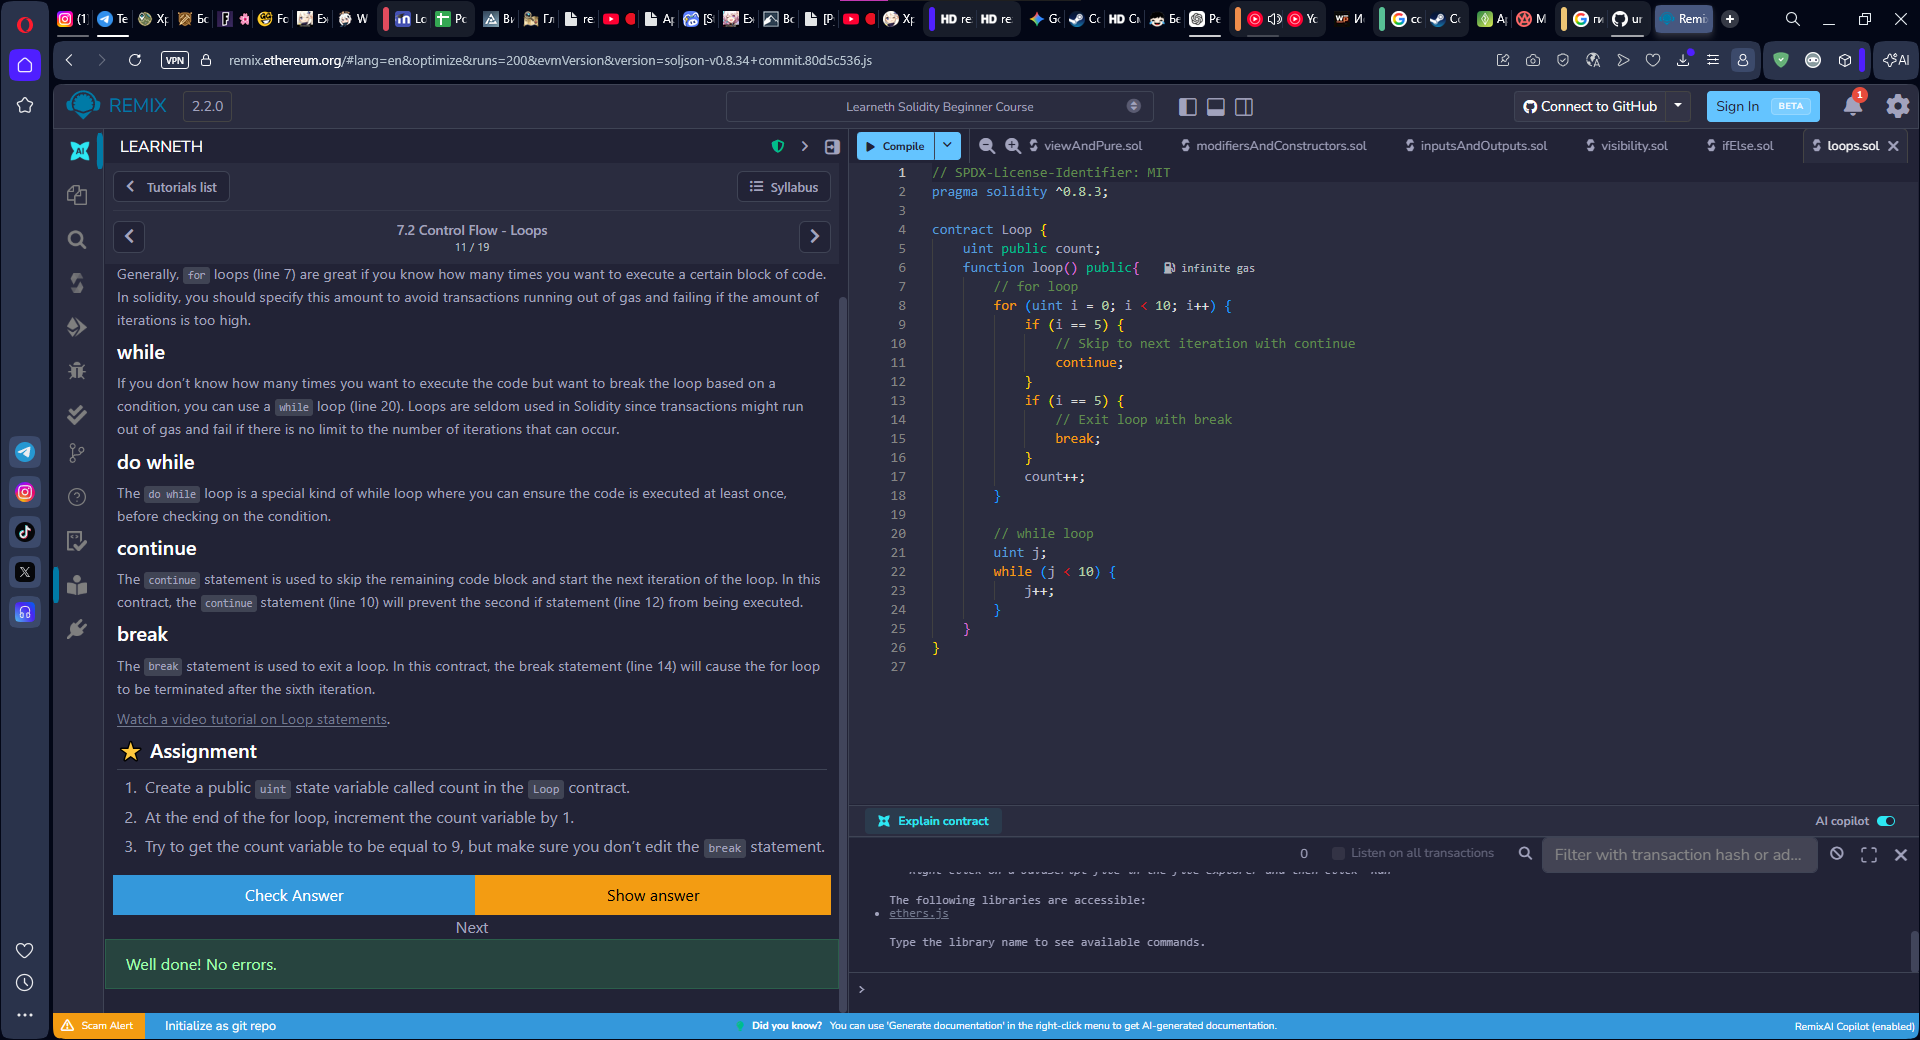 VPN
remix.ethereum.org/#lang=en&optimize&runs=200&evmVersion&version=soljson-v0.8.34+commit.80d5c536.js
AI
REMIX
2.2.0
Learneth Solidity Beginner Course
Connect to GitHub
Sign In BETA
1
AI
LEARNETH
Tutorials list
Syllabus
7.2 Control Flow - Loops
11 / 19
Generally, for loops (line 7) are great if you know how many times you want to execute a certain block of code.
In solidity, you should specify this amount to avoid transactions running out of gas and failing if the amount of
iterations is too high.
while
If you don't know how many times you want to execute the code but want to break the loop based on a
condition, you can use a while loop (line 20). Loops are seldom used in Solidity since transactions might run
out of gas and fail if there is no limit to the number of iterations that can occur.
do while
The do while loop is a special kind of while loop where you can ensure the code is executed at least once,
before checking on the condition.
continue
The continue statement is used to skip the remaining code block and start the next iteration of the loop. In this
contract, the continue statement (line 10) will prevent the second if statement (line 12) from being executed.
break
The break statement is used to exit a loop. In this contract, the break statement (line 14) will cause the for loop
to be terminated after the sixth iteration.
Watch a video tutorial on Loop statements.
⭐ Assignment
1. Create a public uint state variable called count in the Loop contract.
2. At the end of the for loop, increment the count variable by 1.
3. Try to get the count variable to be equal to 9, but make sure you don't edit the break statement.
Check Answer
Show answer
Next
Well done! No errors.
Compile
viewAndPure.sol
modifiersAndConstructors.sol
inputsAndOutputs.sol
visibility.sol
ifElse.sol
loops.sol
1 // SPDX-License-Identifier: MIT
2 pragma solidity ^0.8.3;
3
4 contract Loop {
5 uint public count;
6 function loop() public{ infinite gas
7 // for loop
8 for (uint i = 0; i < 10; i++) {
9 if (i == 5) {
10 // Skip to next iteration with continue
11 continue;
12 }
13 if (i == 5) {
14 // Exit loop with break
15 break;
16 }
17 count++;
18 }
19
20 // while loop
21 uint j;
22 while (j < 10) {
23 j++;
24 }
25 }
26 }
27
Explain contract
AI copilot
0
Listen on all transactions
Filter with transaction hash or ad...
The following libraries are accessible:
• ethers.js
Type the library name to see available commands.
>
Scam Alert
Initialize as git repo
Did you know? You can use 'Generate documentation' in the right-click menu to get AI-generated documentation.
RemixAI Copilot (enabled)